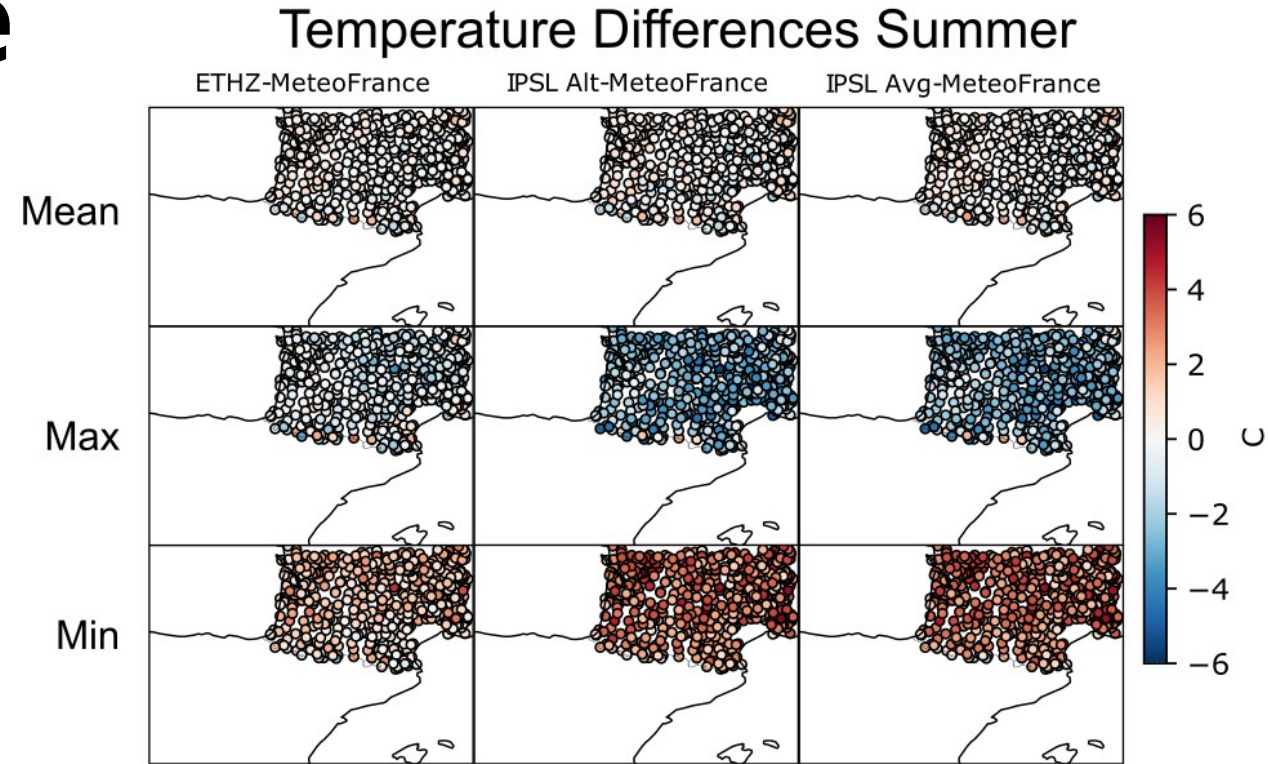 e
Temperature Differences Summer
ETHZ-MeteoFrance IPSL Alt-MeteoFrance IPSL Avg-MeteoFrance
Mean
Max
Min
6
4
2
0
−2
−4
−6
C